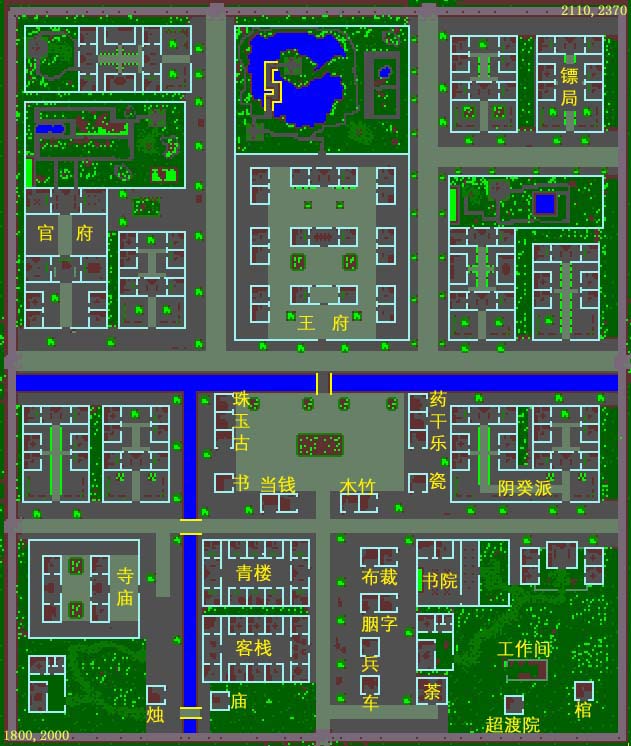 2110, 2370
镖局
官 府
王 府
珠玉古
药干乐
书
当钱
木竹
瓷
阴癸派
寺庙
青楼
布裁
书院
胭字
客栈
兵
工作间
茶
车
庙
烛
超渡院
棺
1800, 2000